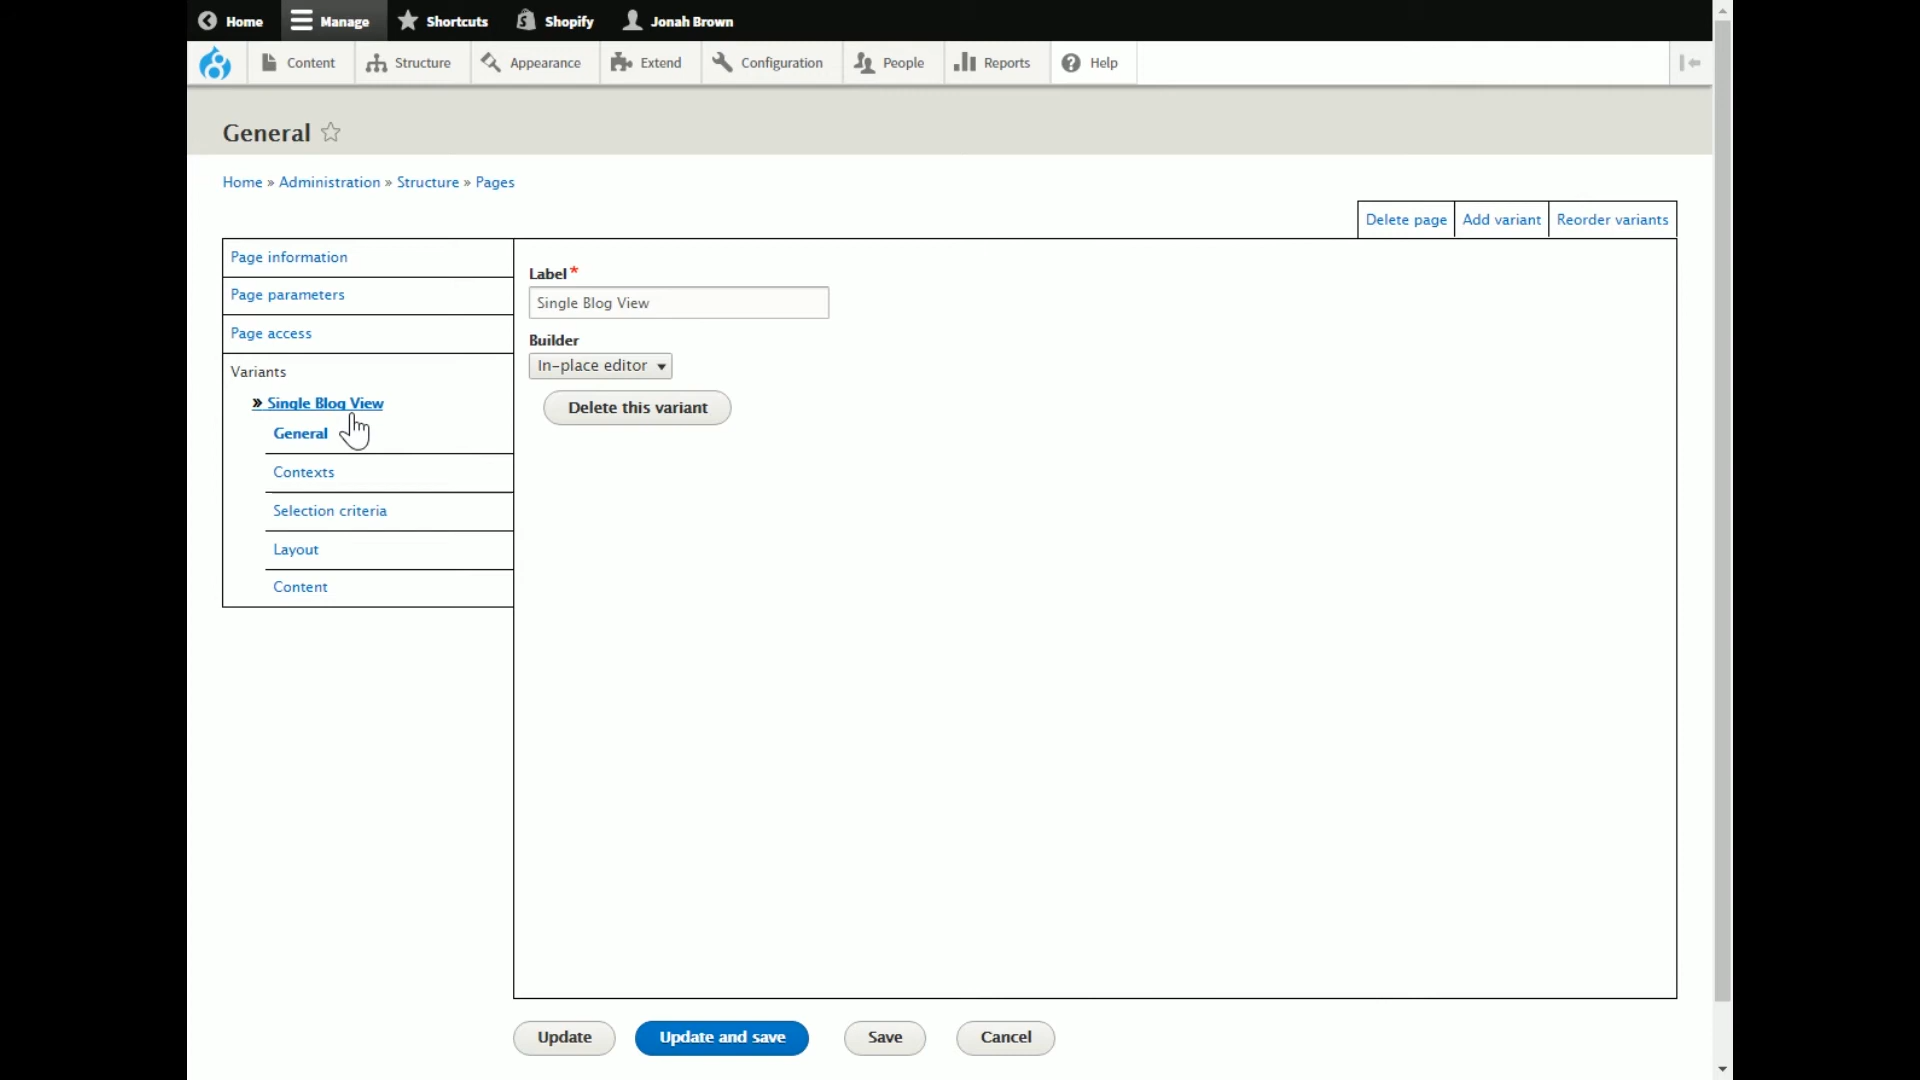 Home Manage Shortcuts Shopify Jonah Brown
Content Structure Appearance Extend Configuration People Reports Help
General
Home » Administration » Structure » Pages
Delete page Add variant Reorder variants
Page information
Page parameters
Page access
Variants
» Single Blog View
General
Contexts
Selection criteria
Layout
Content
Label*
Single Blog View
Builder
In-place editor
Delete this variant
Update Update and save Save Cancel